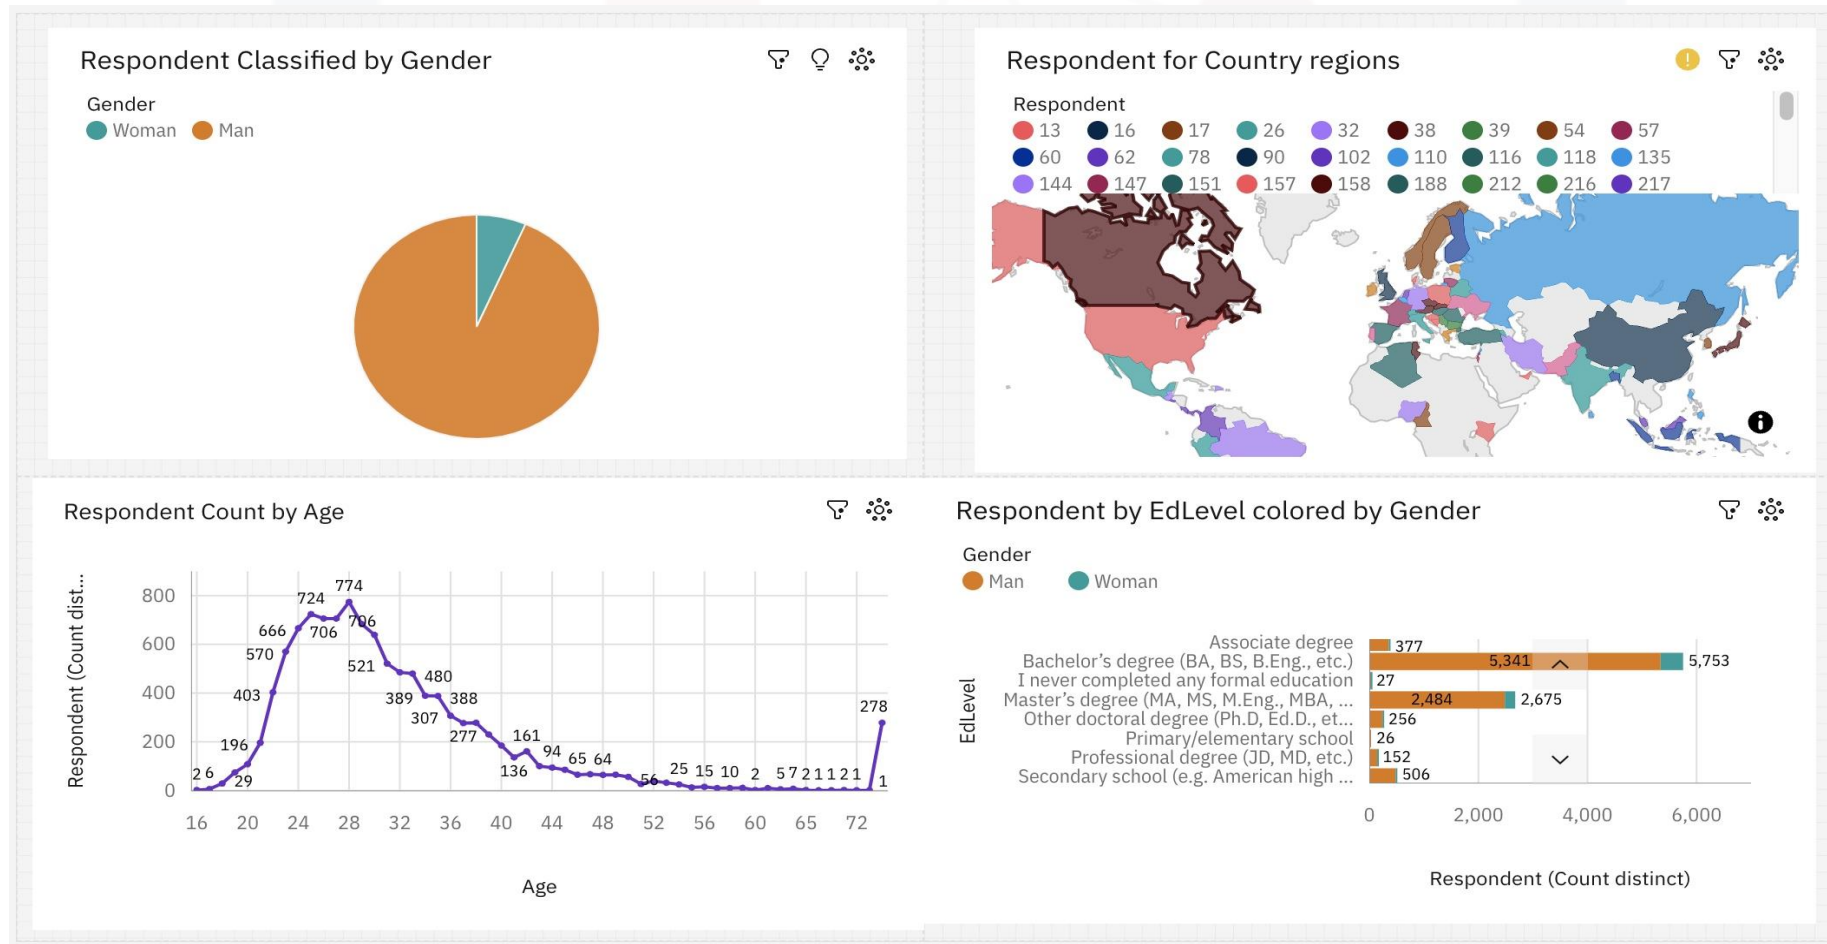 Respondent Classified by Gender
Gender
Woman Man
Respondent for Country regions
Respondent
13 16 17 26 32 38 39 54 57
60 62 78 90 102 110 116 118 135
144 147 151 157 158 188 212 216 217
Respondent Count by Age
Respondent (Count dist...
800
600
400
200
0
774
724
706
666
706
570
521
480
403
389
388
307
278
277
196
161
136
94
65 64
2 6
29
56
25 15 10 2 5 7 2 1 1 2 1
1
16 20 24 28 32 36 40 44 48 52 56 60 65 72
Age
Respondent by EdLevel colored by Gender
Gender
Man Woman
EdLevel
Associate degree 377
Bachelor's degree (BA, BS, B.Eng., etc.) 5,341 5,753
I never completed any formal education 27
Master's degree (MA, MS, M.Eng., MBA, ... 2,484 2,675
Other doctoral degree (Ph.D, Ed.D., et... 256
Primary/elementary school 26
Professional degree (JD, MD, etc.) 152
Secondary school (e.g. American high ... 506
0 2,000 4,000 6,000
Respondent (Count distinct)